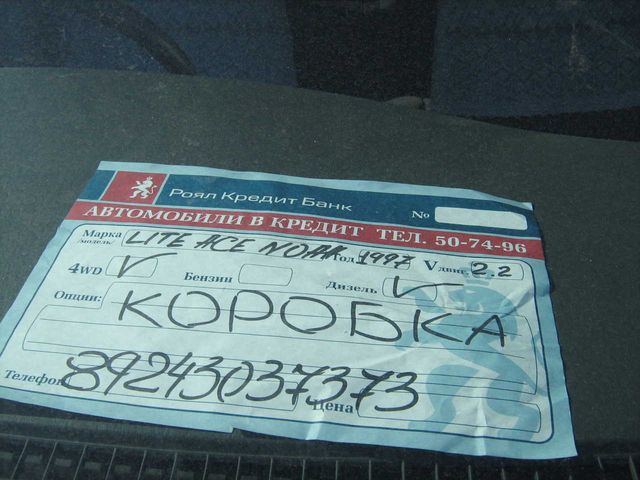 Роял Кредит Банк №
АВТОМОБИЛИ В КРЕДИТ ТЕЛ. 50-74-96
Марка /модель/ LITE ACE NOAK Год 1997 V двиг. 2.2
4WD V Бензин Дизель V
Опции: КОРОБКА
Телефон 89243037373 Цена